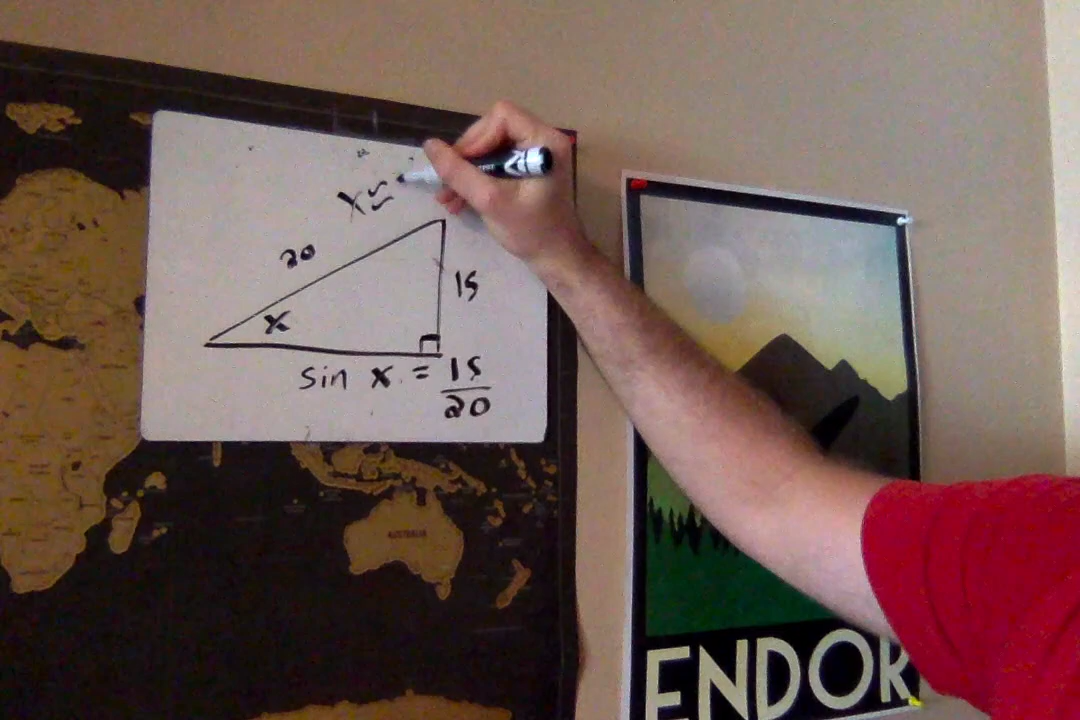 x ≈
20
15
x
sin x = 15
20
AUSTRALIA
ENDOR